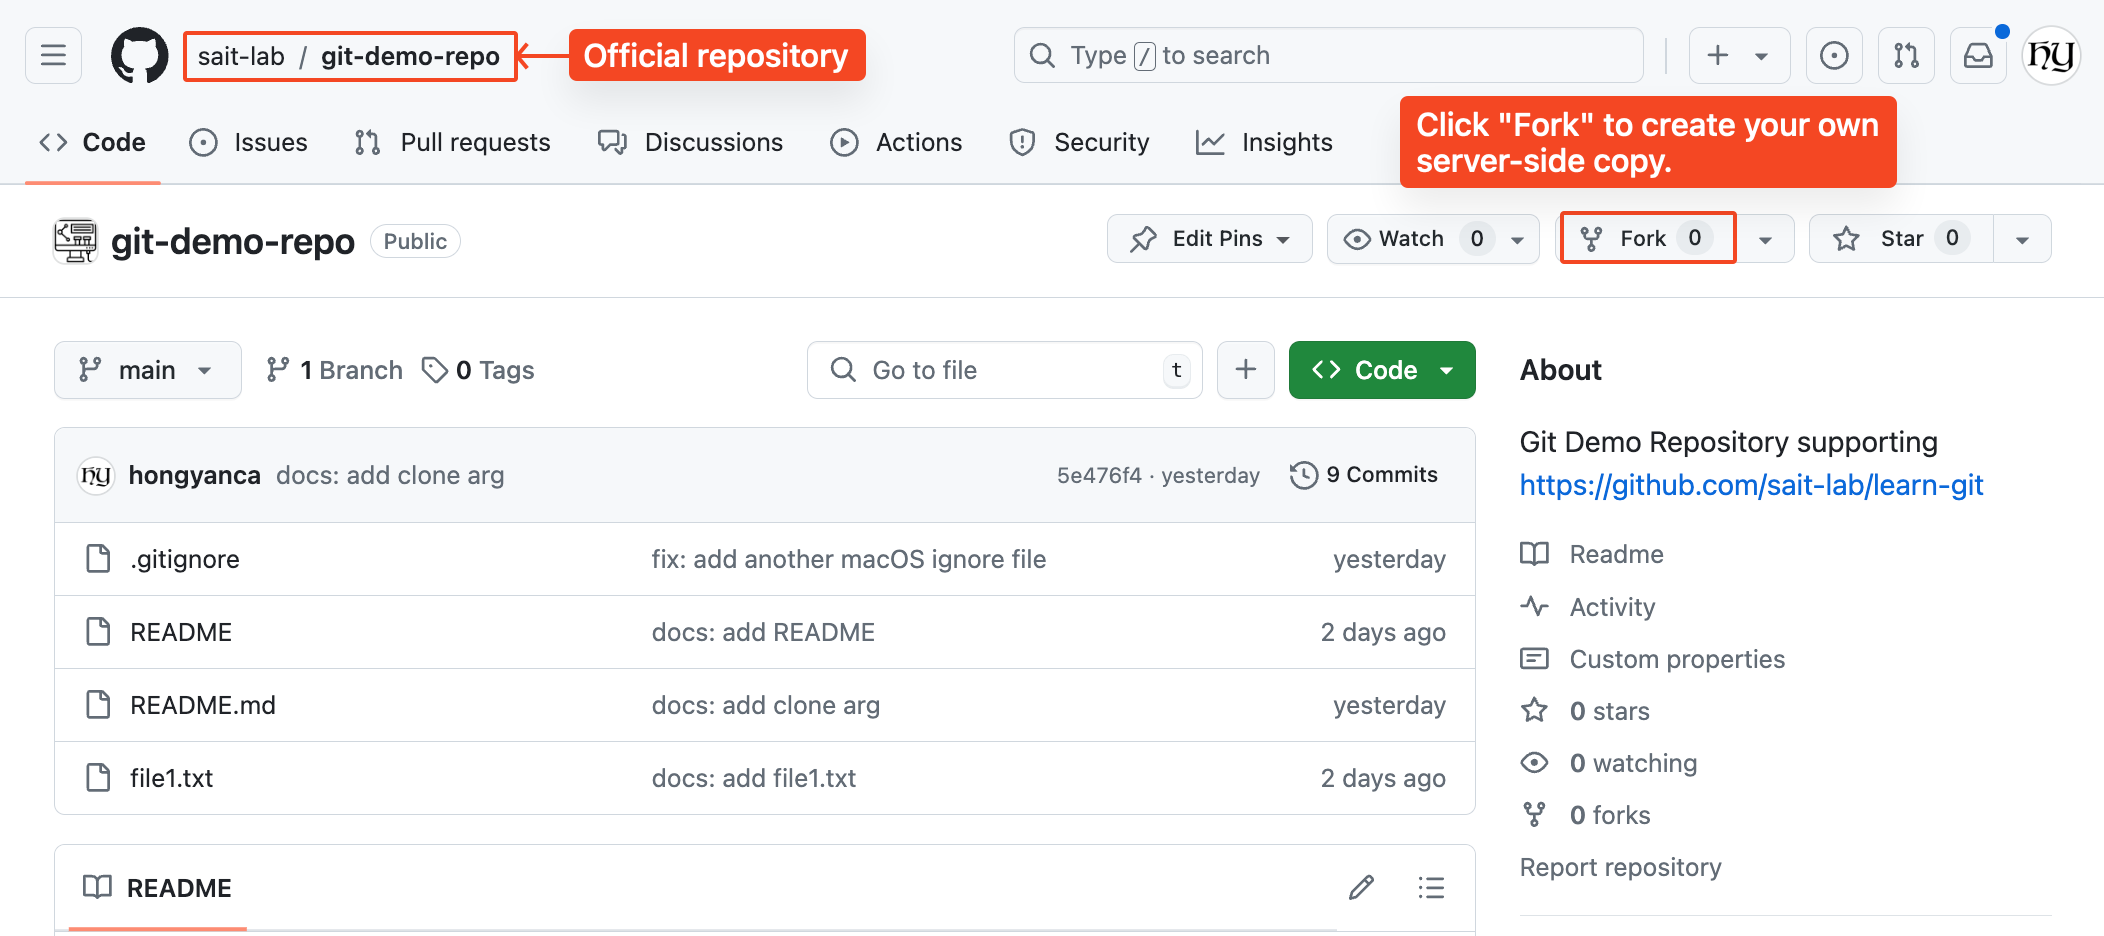 sait-lab / git-demo-repo
Official repository
Type / to search
hy
Code
Issues
Pull requests
Discussions
Actions
Security
Insights
Click "Fork" to create your own
server-side copy.
git-demo-repo
Public
Edit Pins
Watch 0
Fork 0
Star 0
main
1 Branch
0 Tags
Go to file
t
Code
About
Git Demo Repository supporting
https://github.com/sait-lab/learn-git
hy
hongyanca docs: add clone arg
5e476f4 · yesterday
9 Commits
.gitignore
fix: add another macOS ignore file
yesterday
README
docs: add README
2 days ago
README.md
docs: add clone arg
yesterday
file1.txt
docs: add file1.txt
2 days ago
Readme
Activity
Custom properties
0 stars
0 watching
0 forks
Report repository
README